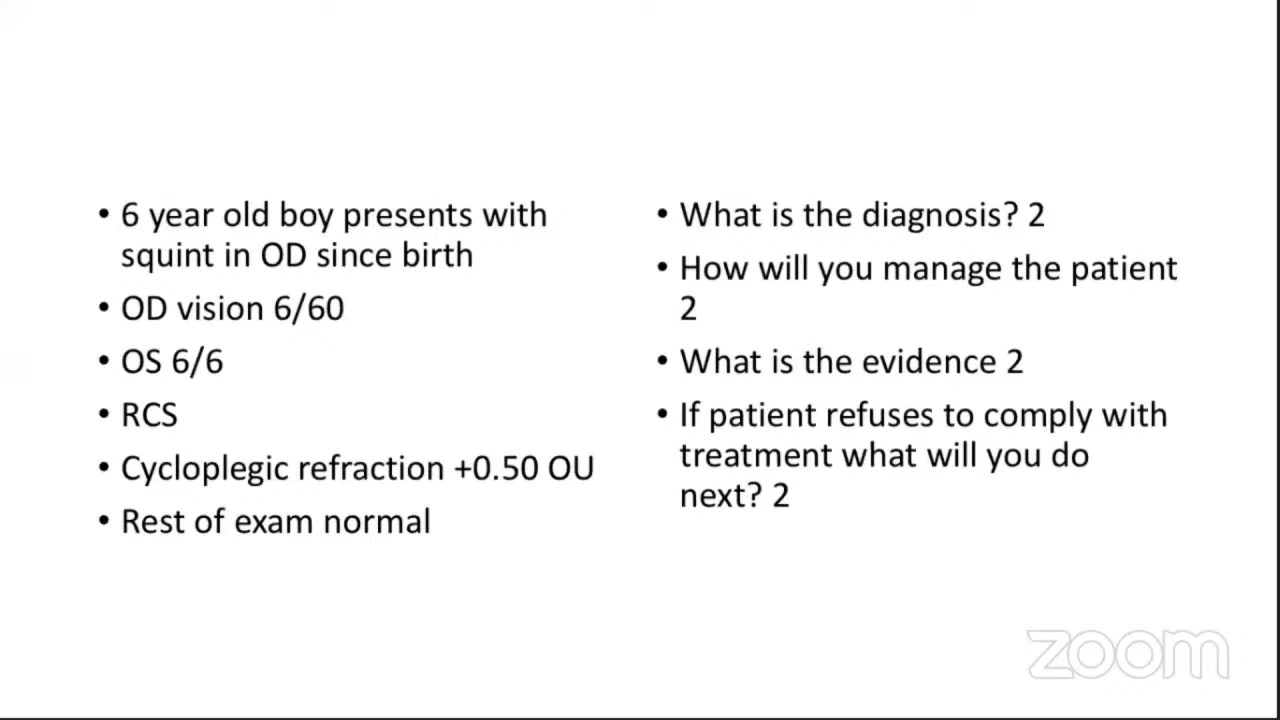 • 6 year old boy presents with
squint in OD since birth
• OD vision 6/60
• OS 6/6
• RCS
• Cycloplegic refraction +0.50 OU
• Rest of exam normal
• What is the diagnosis? 2
• How will you manage the patient
2
• What is the evidence 2
• If patient refuses to comply with
treatment what will you do
next? 2
zoom